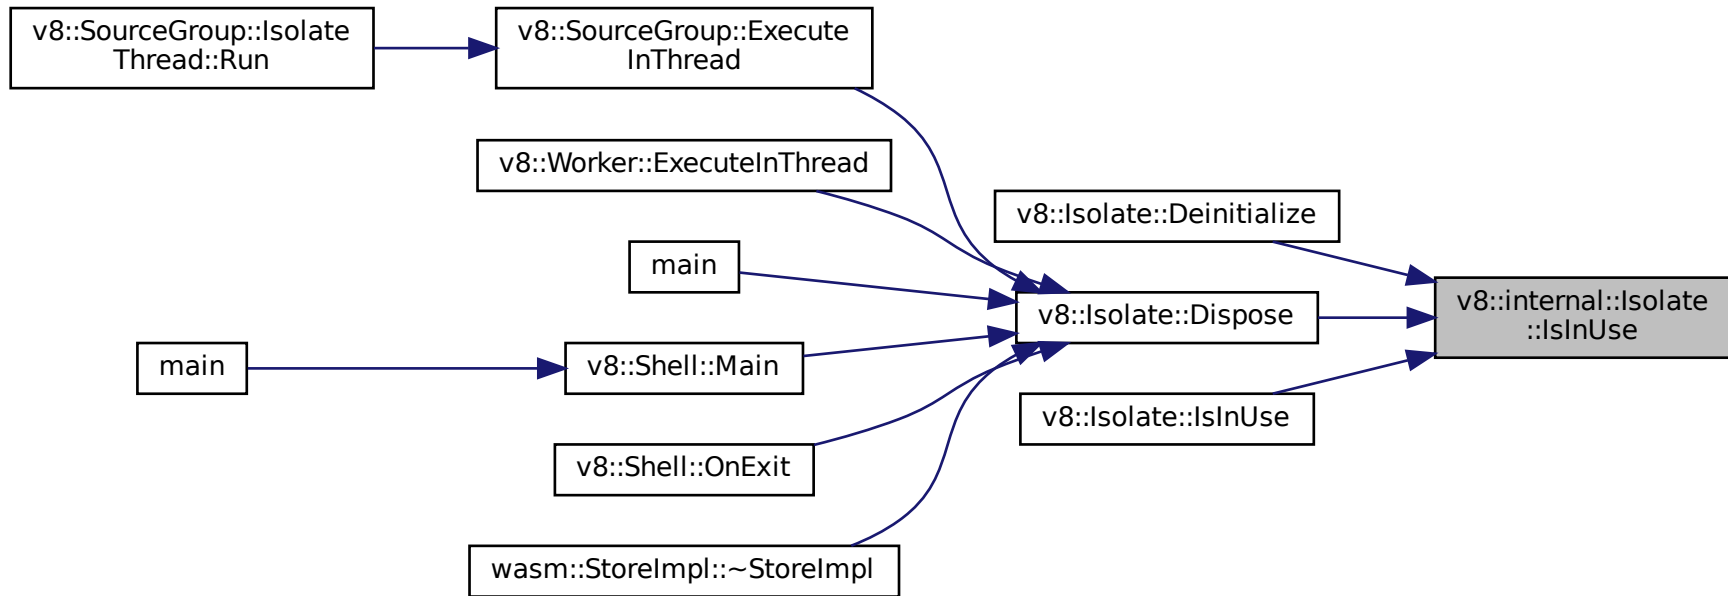 v8::SourceGroup::Isolate
Thread::Run
v8::SourceGroup::Execute
InThread
v8::Worker::ExecuteInThread
v8::Isolate::Deinitialize
main
v8::Isolate::Dispose
v8::internal::Isolate
::IsInUse
main
v8::Shell::Main
v8::Isolate::IsInUse
v8::Shell::OnExit
wasm::StoreImpl::~StoreImpl